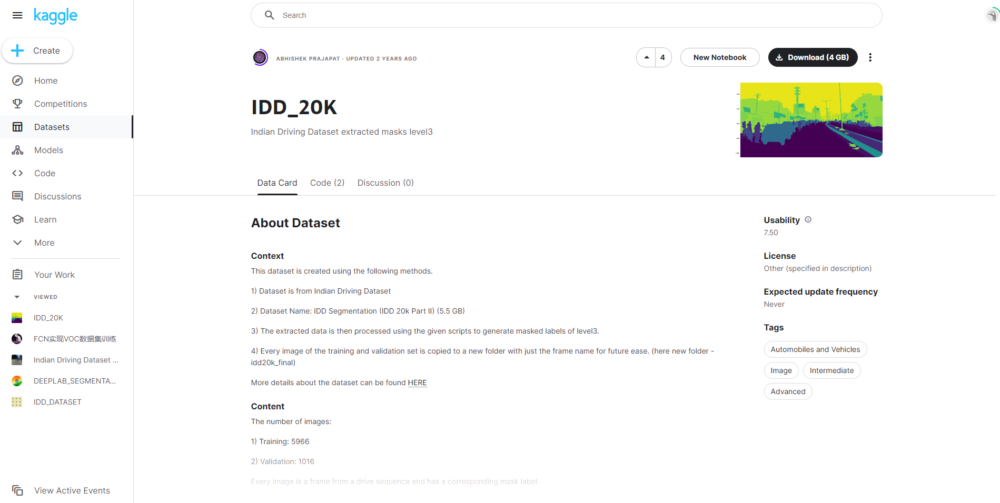 kaggle
Search
Create
Home
Competitions
Datasets
Models
Code
Discussions
Learn
More
Your Work
VIEWED
IDD_20K
FCN实现VOC数据集训练
Indian Driving Dataset ...
DEEPLAB_SEGMENTA...
IDD_DATASET
View Active Events
ABHISHEK PRAJAPAT · UPDATED 2 YEARS AGO
4
New Notebook
Download (4 GB)
IDD_20K
Indian Driving Dataset extracted masks level3
Data Card
Code (2)
Discussion (0)
About Dataset
Context
This dataset is created using the following methods.
1) Dataset is from Indian Driving Dataset
2) Dataset Name: IDD Segmentation (IDD 20k Part II) (5.5 GB)
3) The extracted data is then processed using the given scripts to generate masked labels of level3.
4) Every image of the training and validation set is copied to a new folder with just the frame name for future ease. (here new folder -
idd20k_final)
More details about the dataset can be found HERE
Content
The number of images:
1) Training: 5966
2) Validation: 1016
Every image is a frame from a drive sequence and has a corresponding mask label.
Usability
7.50
License
Other (specified in description)
Expected update frequency
Never
Tags
Automobiles and Vehicles
Image
Intermediate
Advanced